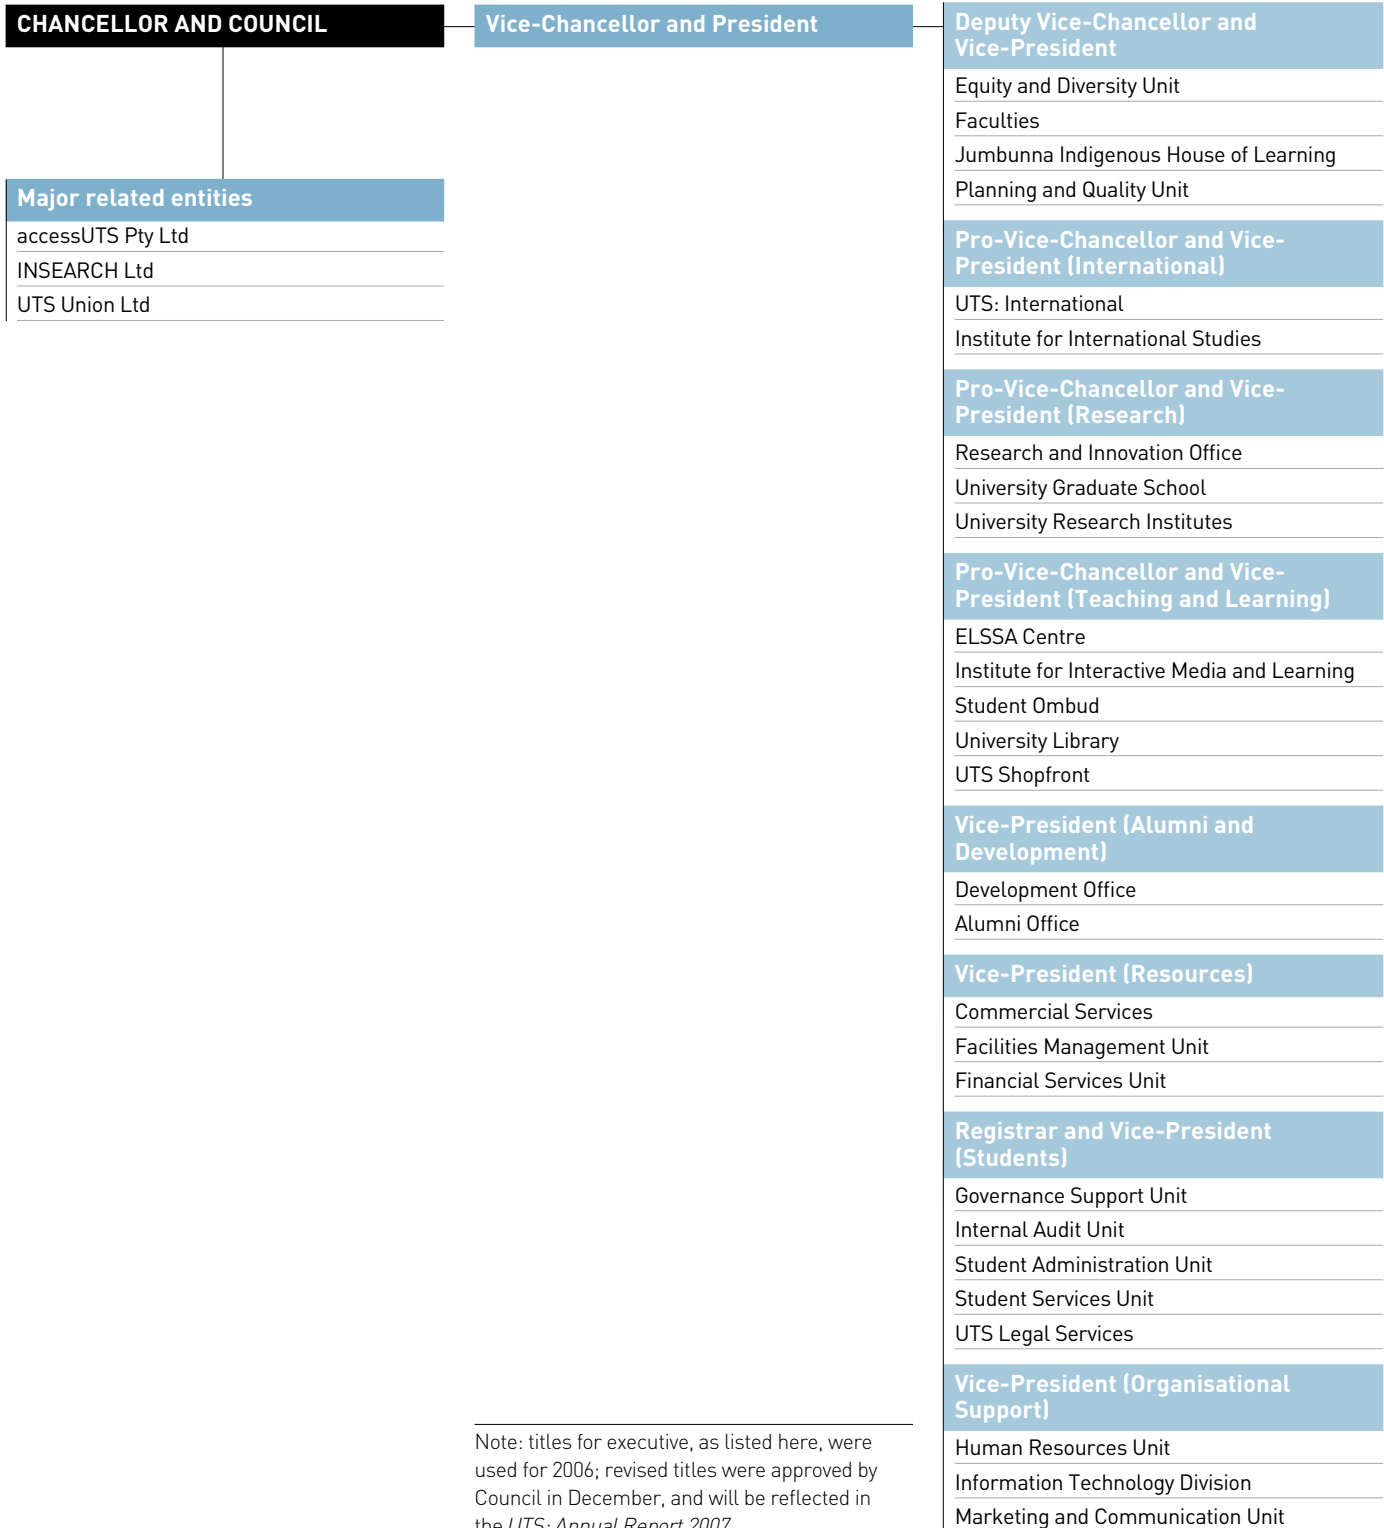 CHANCELLOR AND COUNCIL
Major related entities
accessUTS Pty Ltd
INSEARCH Ltd
UTS Union Ltd
Vice-Chancellor and President
Note: titles for executive, as listed here, were
used for 2006; revised titles were approved by
Council in December, and will be reflected in
the UTS: Annual Report 2007.
Deputy Vice-Chancellor and
Vice-President
Equity and Diversity Unit
Faculties
Jumbunna Indigenous House of Learning
Planning and Quality Unit
Pro-Vice-Chancellor and Vice-
President (International)
UTS: International
Institute for International Studies
Pro-Vice-Chancellor and Vice-
President (Research)
Research and Innovation Office
University Graduate School
University Research Institutes
Pro-Vice-Chancellor and Vice-
President (Teaching and Learning)
ELSSA Centre
Institute for Interactive Media and Learning
Student Ombud
University Library
UTS Shopfront
Vice-President (Alumni and
Development)
Development Office
Alumni Office
Vice-President (Resources)
Commercial Services
Facilities Management Unit
Financial Services Unit
Registrar and Vice-President
(Students)
Governance Support Unit
Internal Audit Unit
Student Administration Unit
Student Services Unit
UTS Legal Services
Vice-President (Organisational
Support)
Human Resources Unit
Information Technology Division
Marketing and Communication Unit